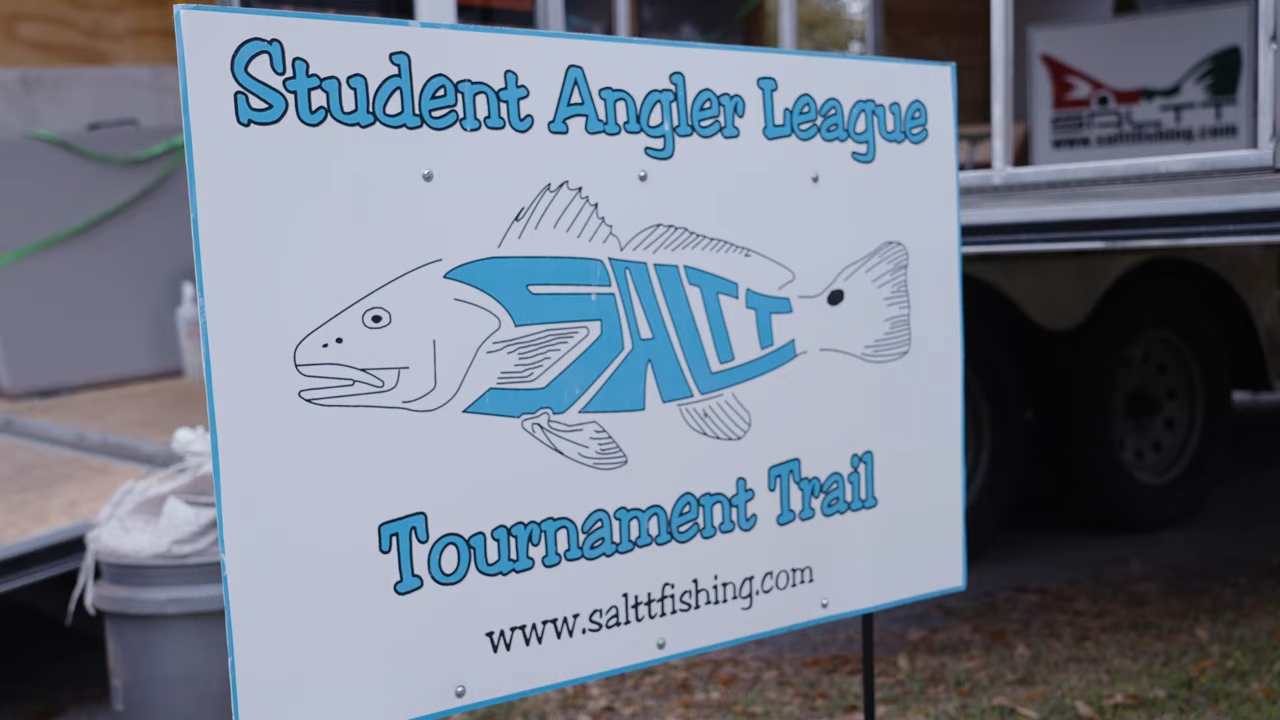 Student Angler League
SALTT
Tournament Trail
www.salttfishing.com
SALTT
www.salttfishing.com